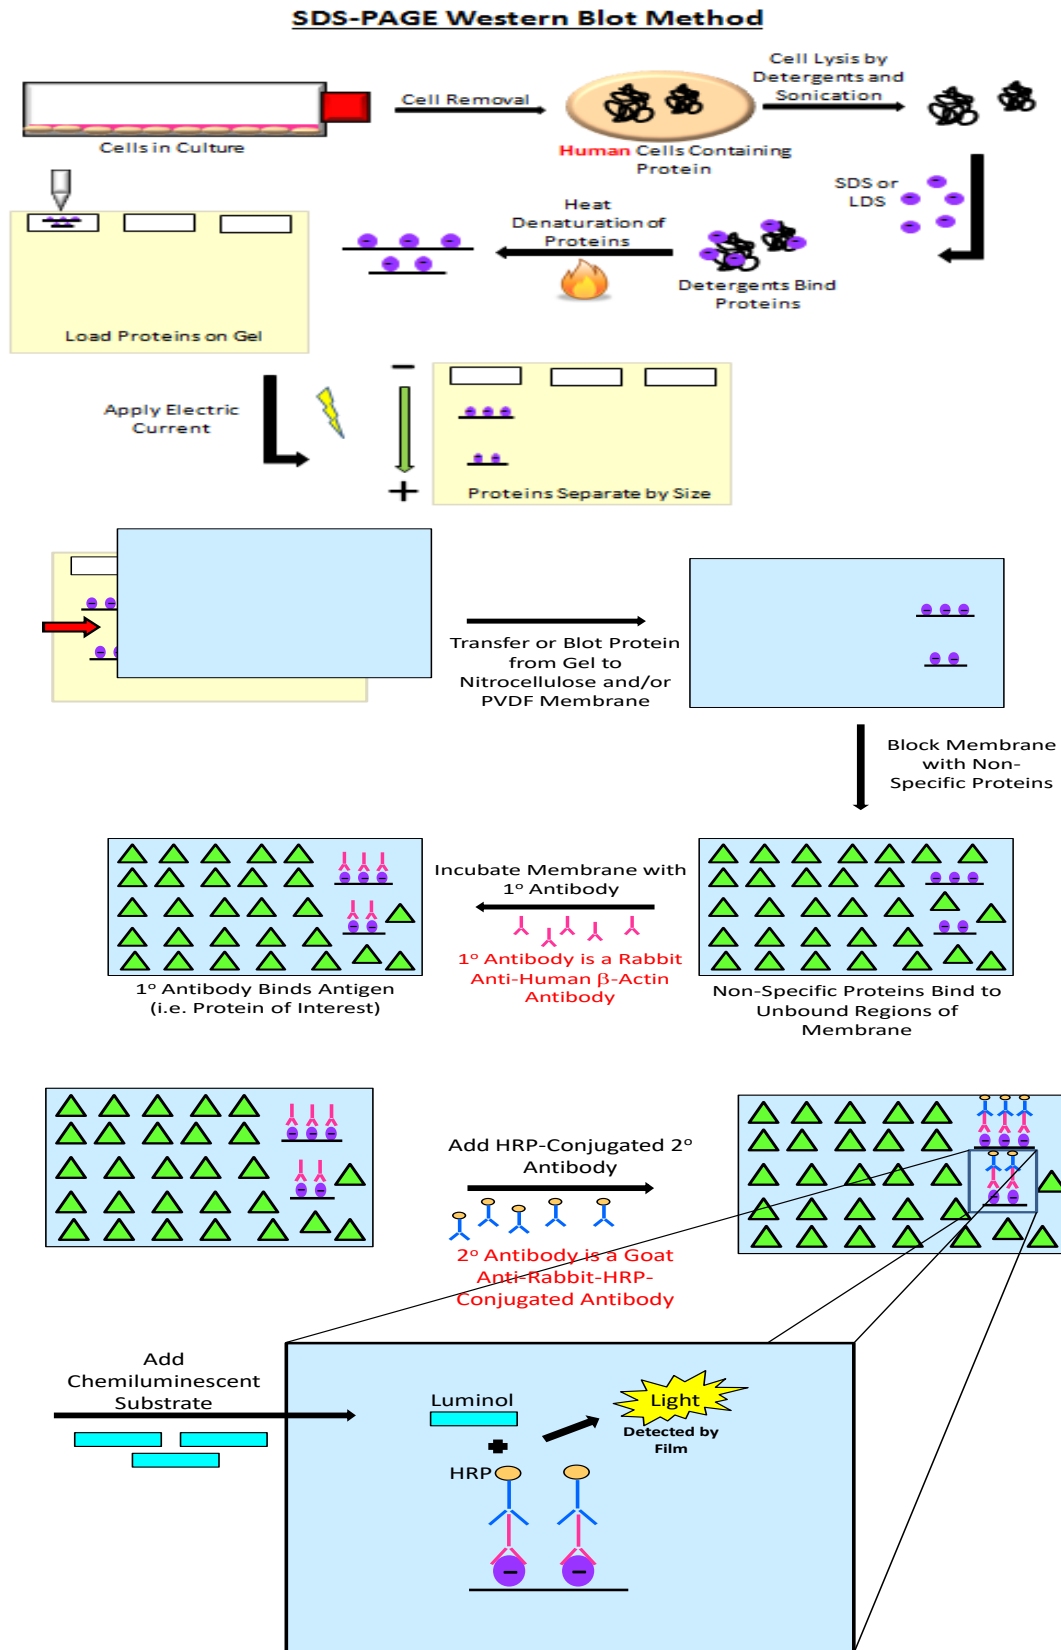 SDS-PAGE Western Blot Method
Cells in Culture
Cell Removal
Human Cells Containing
Protein
Cell Lysis by
Detergents and
Sonication
SDS or
LDS
Detergents Bind
Proteins
Heat
Denaturation of
Proteins
Load Proteins on Gel
Apply Electric
Current
−
+
Proteins Separate by Size
Transfer or Blot Protein
from Gel to
Nitrocellulose and/or
PVDF Membrane
Block Membrane
with Non-
Specific Proteins
Non-Specific Proteins Bind to
Unbound Regions of
Membrane
Incubate Membrane with
1° Antibody
1° Antibody is a Rabbit
Anti-Human β-Actin
Antibody
1° Antibody Binds Antigen
(i.e. Protein of Interest)
Add HRP-Conjugated 2°
Antibody
2° Antibody is a Goat
Anti-Rabbit-HRP-
Conjugated Antibody
Add
Chemiluminescent
Substrate
Luminol
+
HRP
Light
Detected by
Film